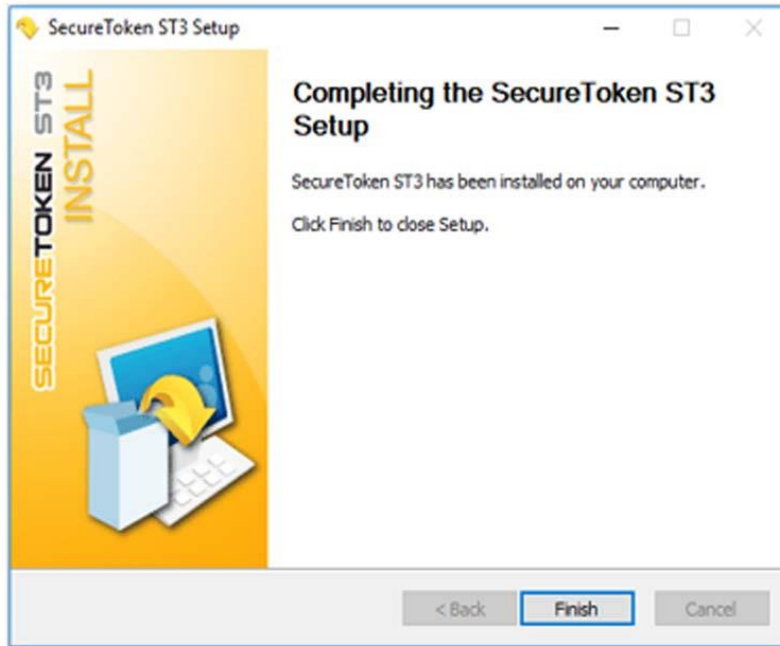 SecureToken ST3 Setup
SECURETOKEN ST3
INSTALL
Completing the SecureToken ST3
Setup
SecureToken ST3 has been installed on your computer.
Click Finish to close Setup.
< Back Finish Cancel